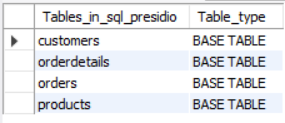 Tables_in_sql_presidio Table_type
customers BASE TABLE
orderdetails BASE TABLE
orders BASE TABLE
products BASE TABLE